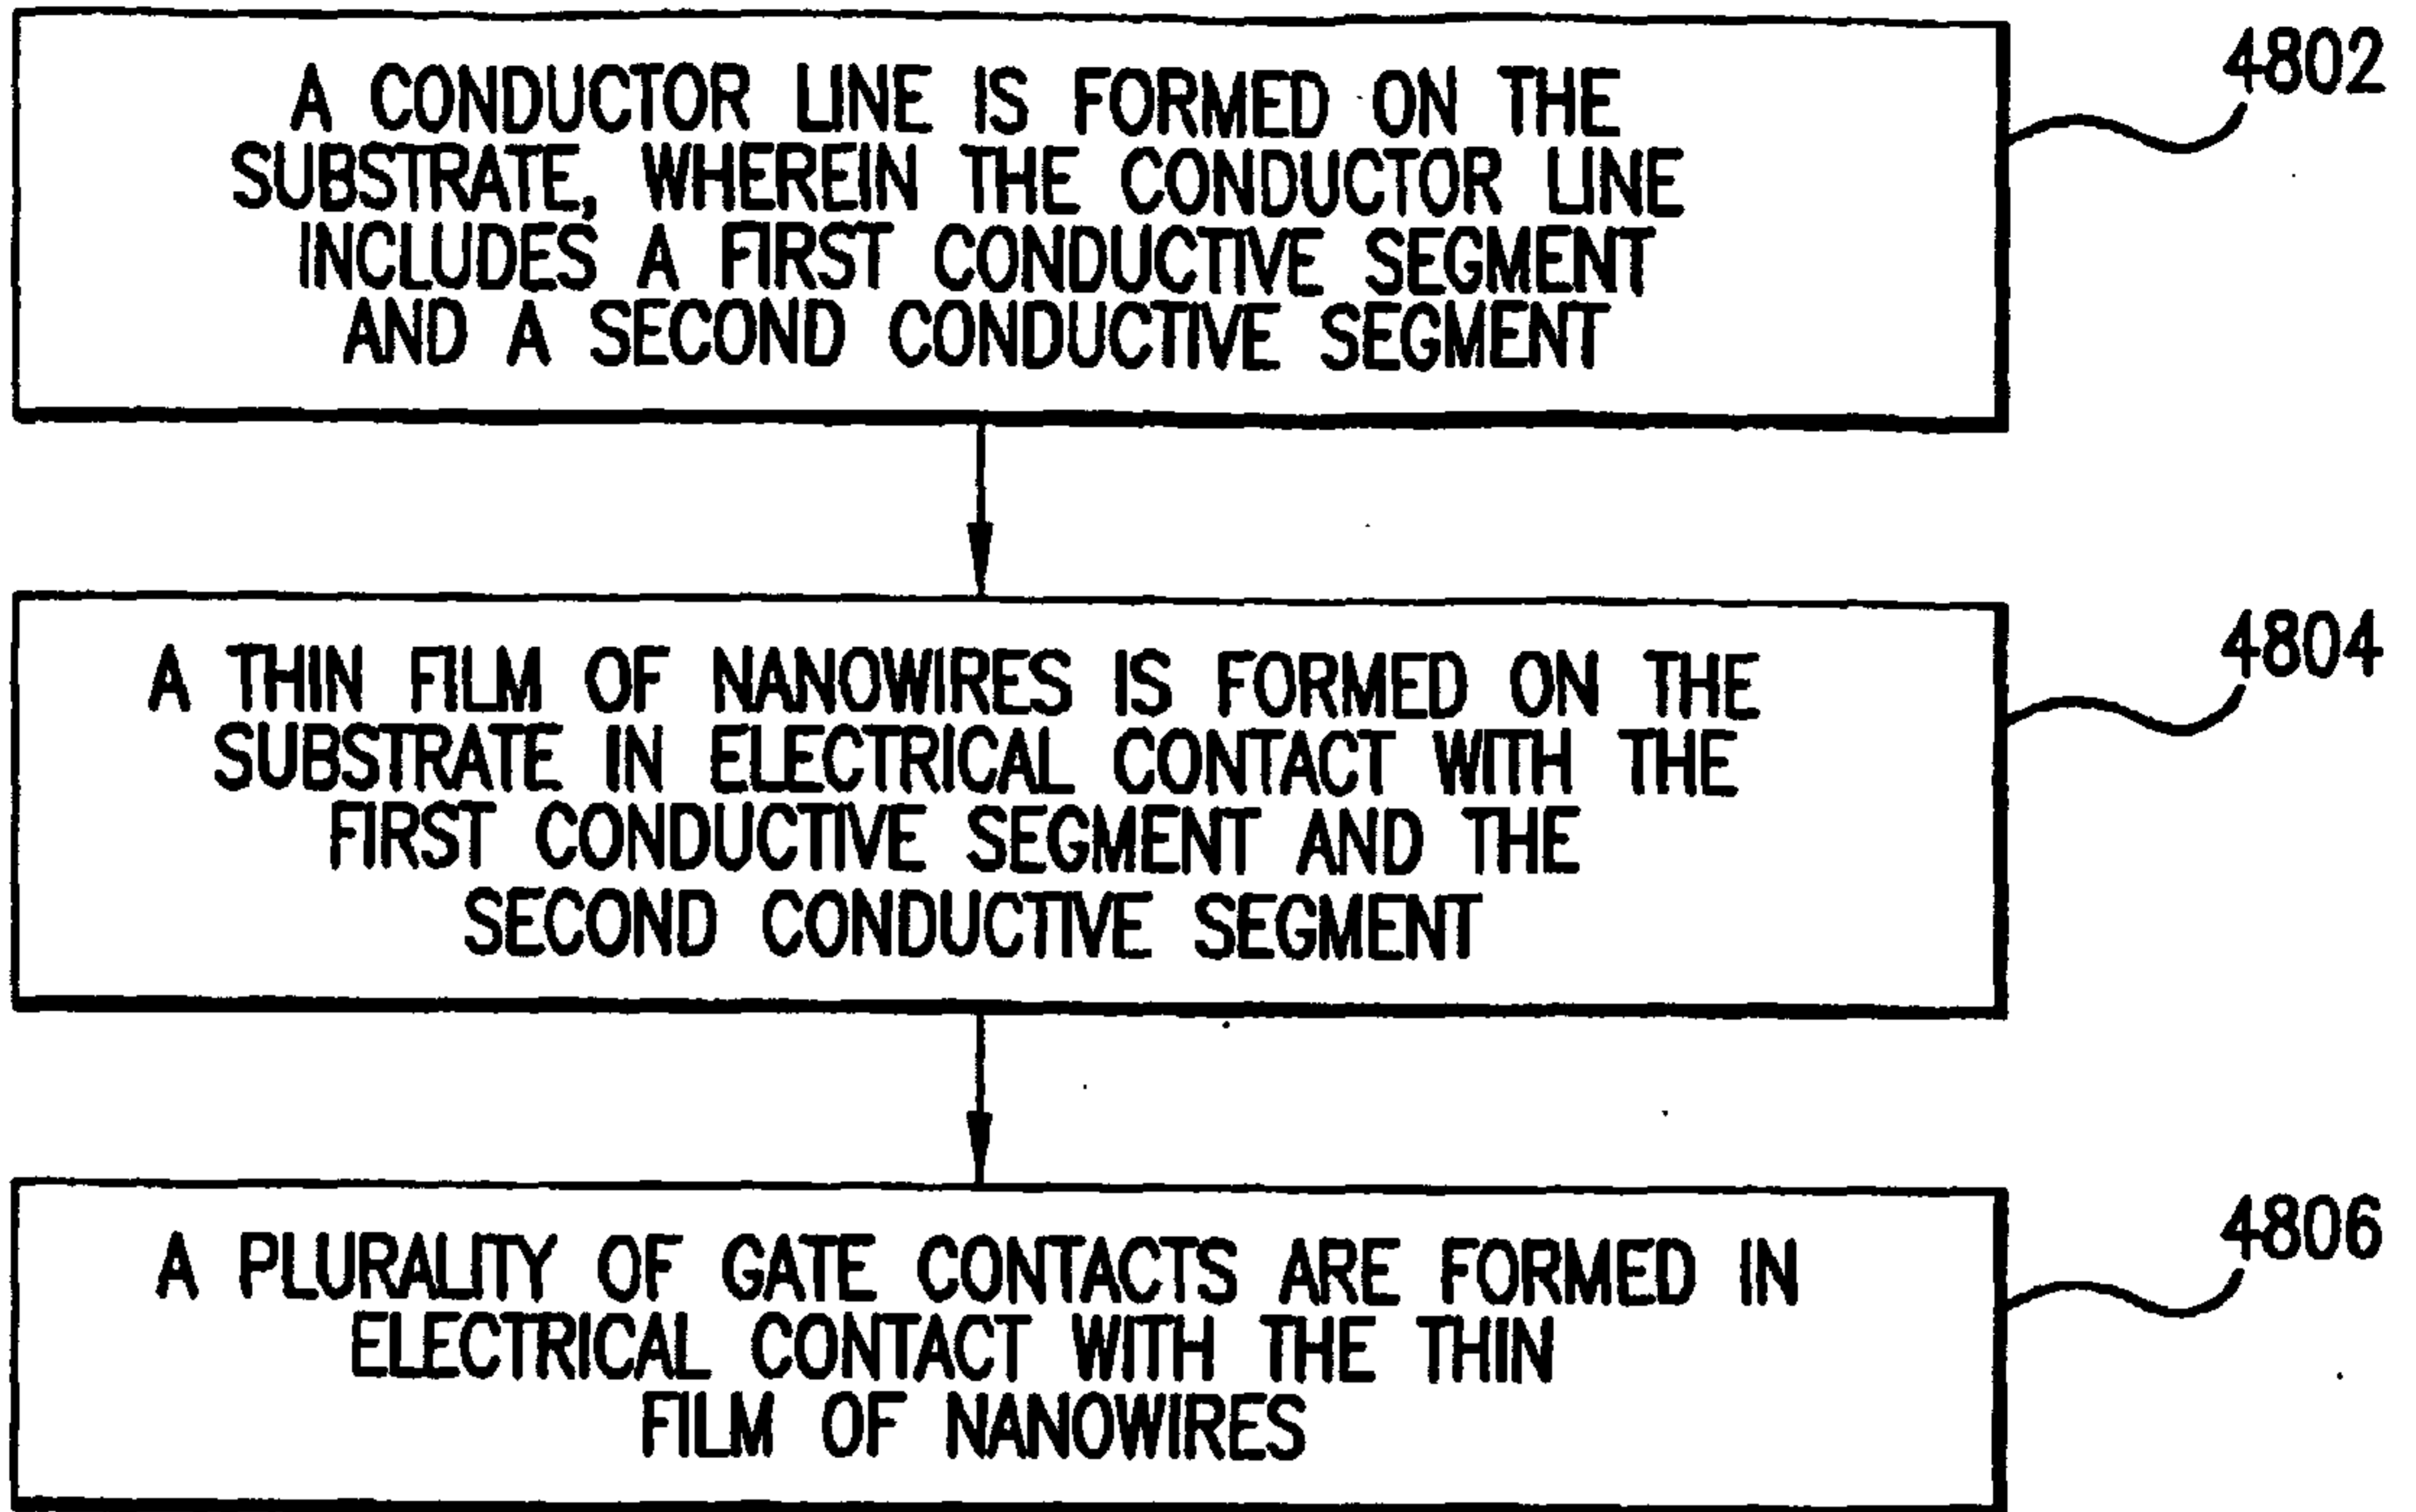 A CONDUCTOR LINE IS FORMED ON THE
SUBSTRATE, WHEREIN THE CONDUCTOR LINE
INCLUDES A FIRST CONDUCTIVE SEGMENT
AND A SECOND CONDUCTIVE SEGMENT
4802
A THIN FILM OF NANOWIRES IS FORMED ON THE
SUBSTRATE IN ELECTRICAL CONTACT WITH THE
FIRST CONDUCTIVE SEGMENT AND THE
SECOND CONDUCTIVE SEGMENT
4804
A PLURALITY OF GATE CONTACTS ARE FORMED IN
ELECTRICAL CONTACT WITH THE THIN
FILM OF NANOWIRES
4806